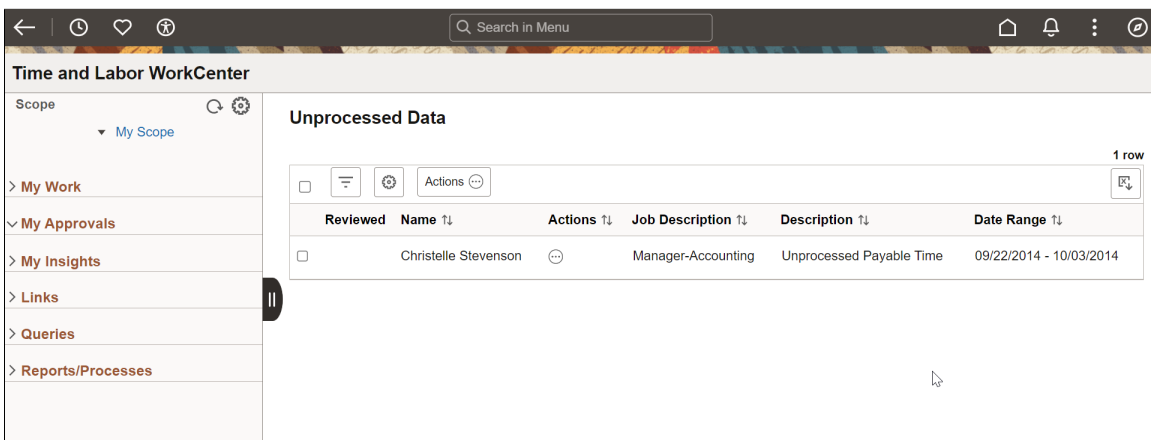 Search in Menu
Time and Labor WorkCenter
Scope
My Scope
My Work
My Approvals
My Insights
Links
Queries
Reports/Processes
Unprocessed Data
1 row
Actions
Reviewed Name Actions Job Description Description Date Range
Christelle Stevenson Manager-Accounting Unprocessed Payable Time 09/22/2014 - 10/03/2014